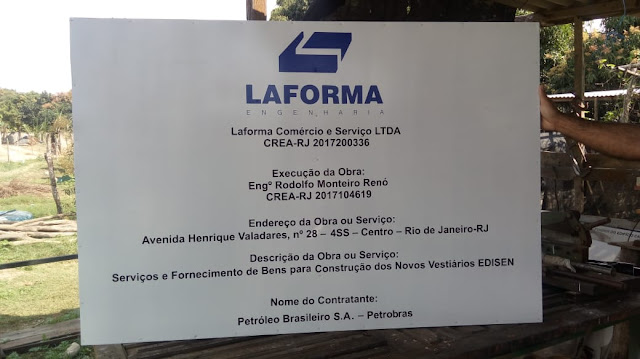 LAFORMA
ENGENHARIA
Laforma Comércio e Serviço LTDA
CREA-RJ 2017200336
Execução da Obra:
Engº Rodolfo Monteiro Renó
CREA-RJ 2017104619
Endereço da Obra ou Serviço:
Avenida Henrique Valadares, nº 28 – 4SS – Centro – Rio de Janeiro-RJ
Descrição da Obra ou Serviço:
Serviços e Fornecimento de Bens para Construção dos Novos Vestiários EDISEN
Nome do Contratante:
Petróleo Brasileiro S.A. – Petrobras